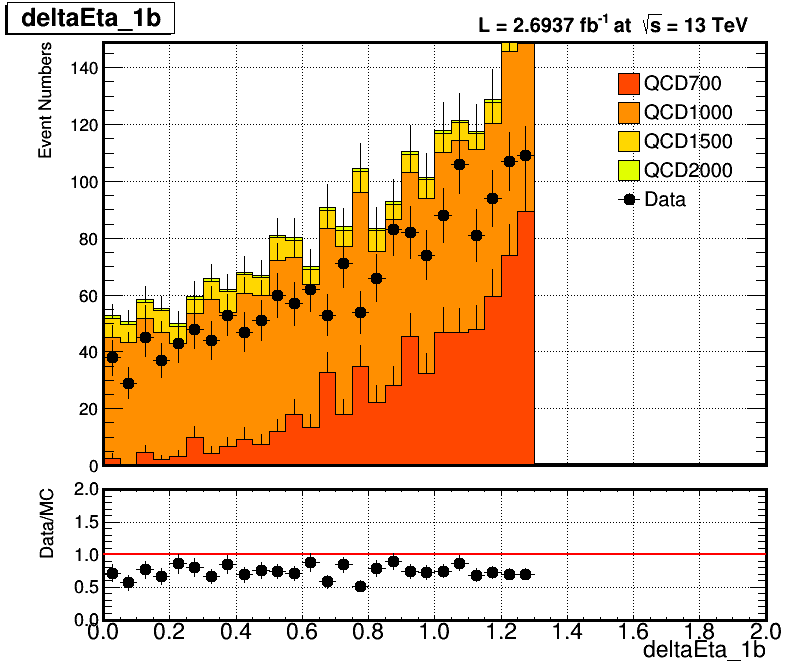 deltaEta_1b
L = 2.6937 fb⁻¹ at √s = 13 TeV
Event Numbers
140
120
100
80
60
40
20
0
QCD700
QCD1000
QCD1500
QCD2000
Data
Data/MC
2.0
1.5
1.0
0.5
0.0
0.0 0.2 0.4 0.6 0.8 1.0 1.2 1.4 1.6 1.8 2.0
deltaEta_1b